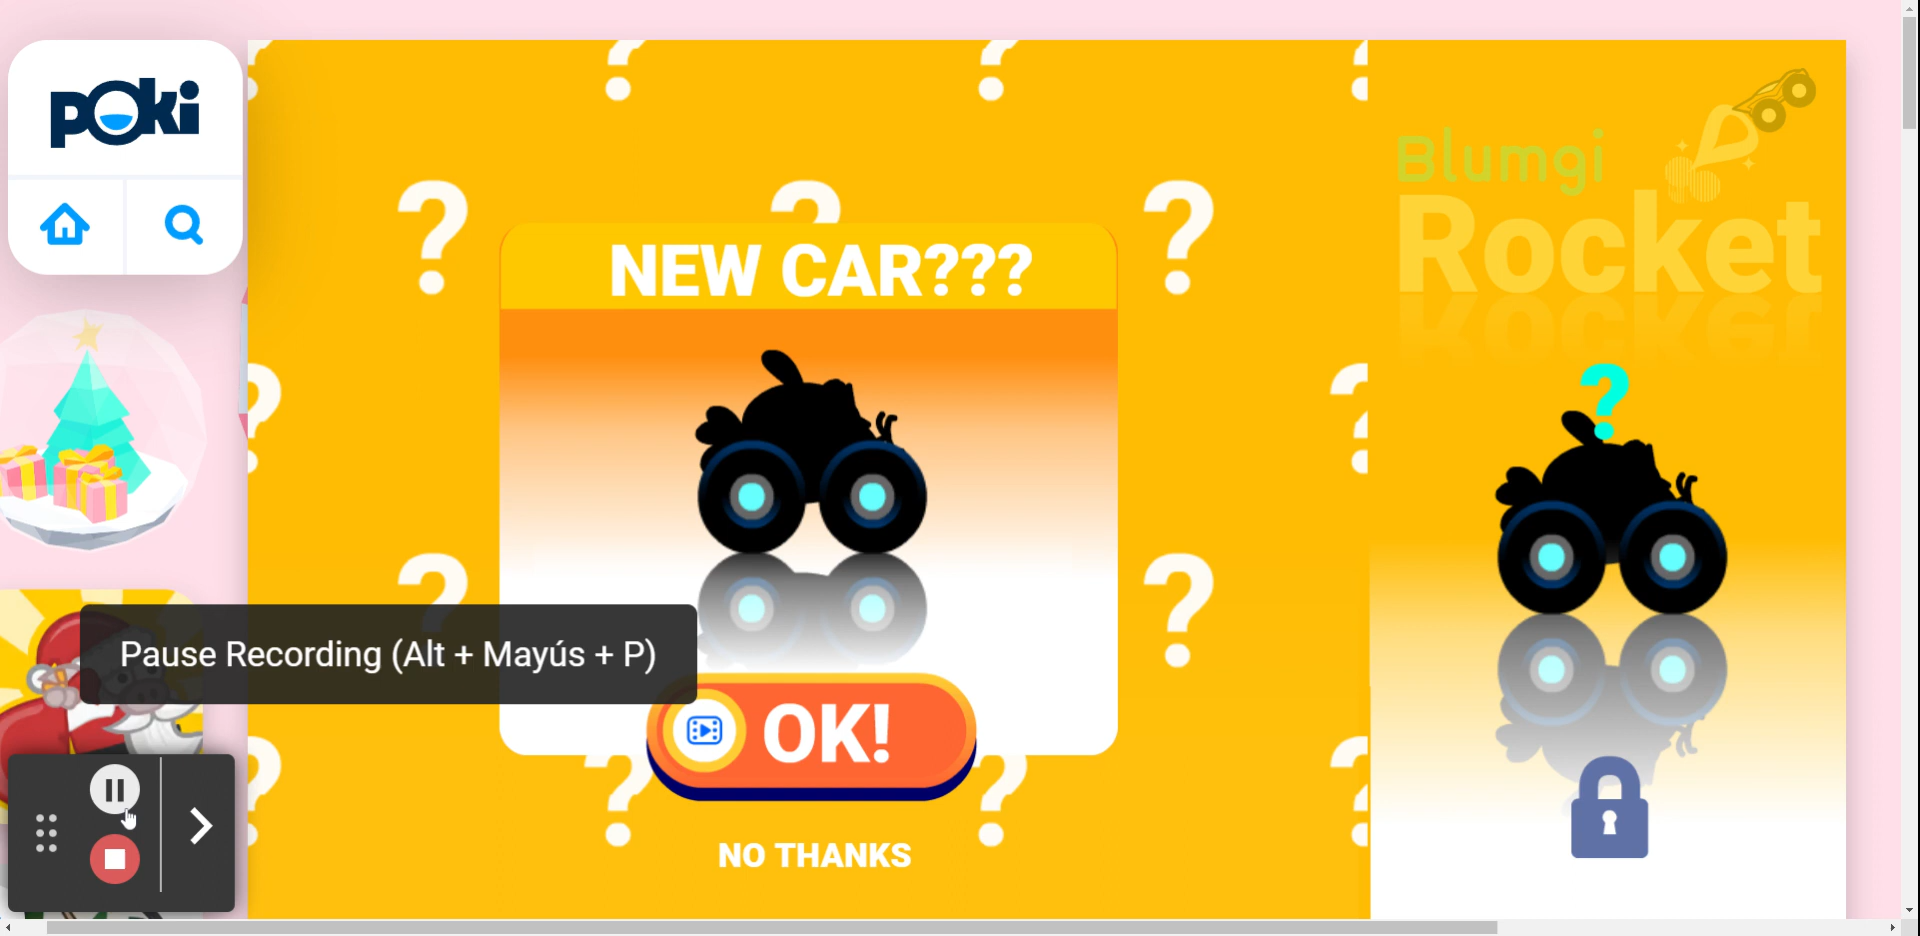 poki
NEW CAR???
OK!
NO THANKS
Blumgi
Rocket
?
Pause Recording (Alt + Mayús + P)